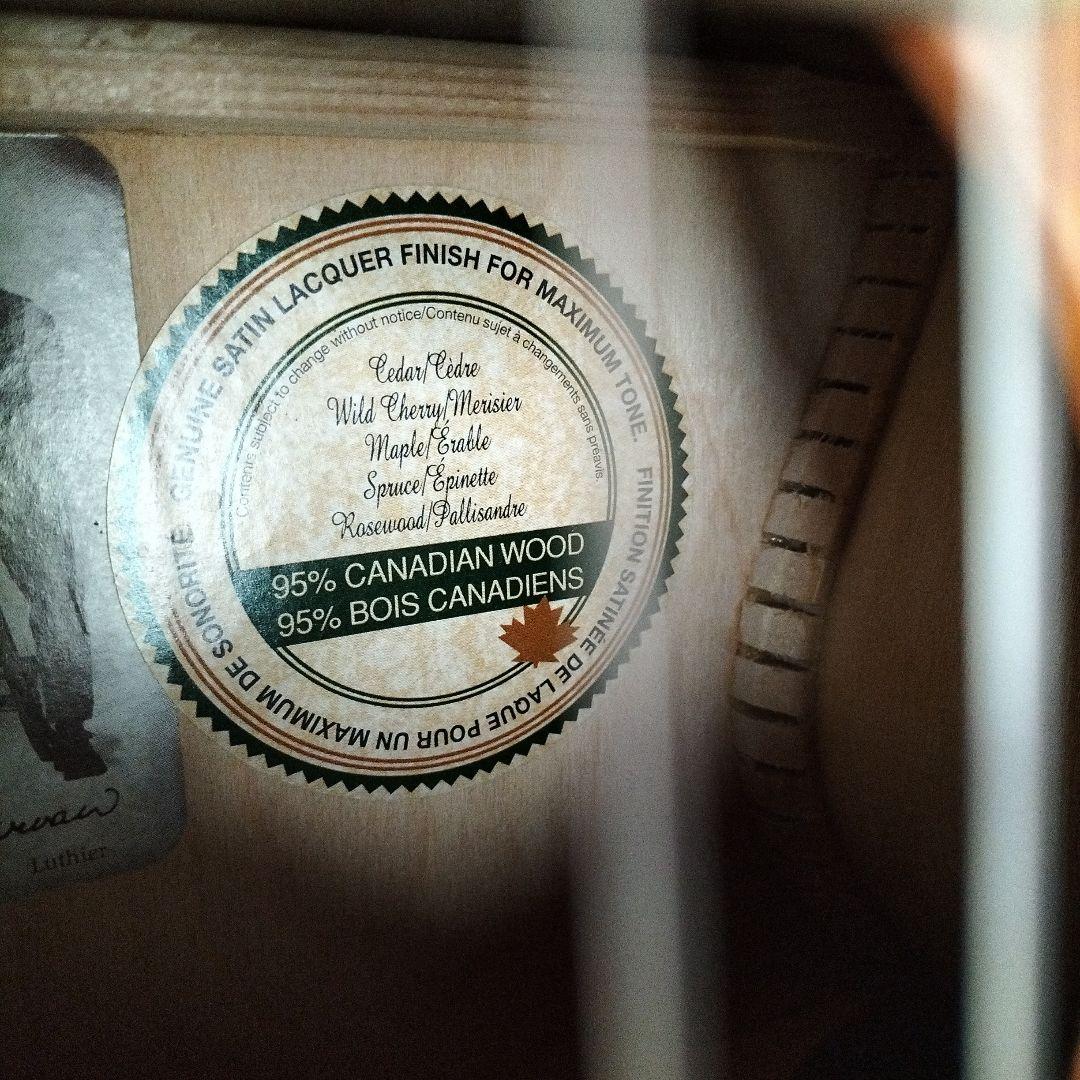 GENUINE SATIN LACQUER FINISH FOR MAXIMUM TONE.
FINITION SATINÉE DE LAQUE POUR UN MAXIMUM DE SONORITÉ
Contents subject to change without notice/Contenu sujet à changements sans préavis.
Cedar/Cèdre
Wild Cherry/Merisier
Maple/Érable
Spruce/Épinette
Rosewood/Pallisandre
95% CANADIAN WOOD
95% BOIS CANADIENS
Luthier